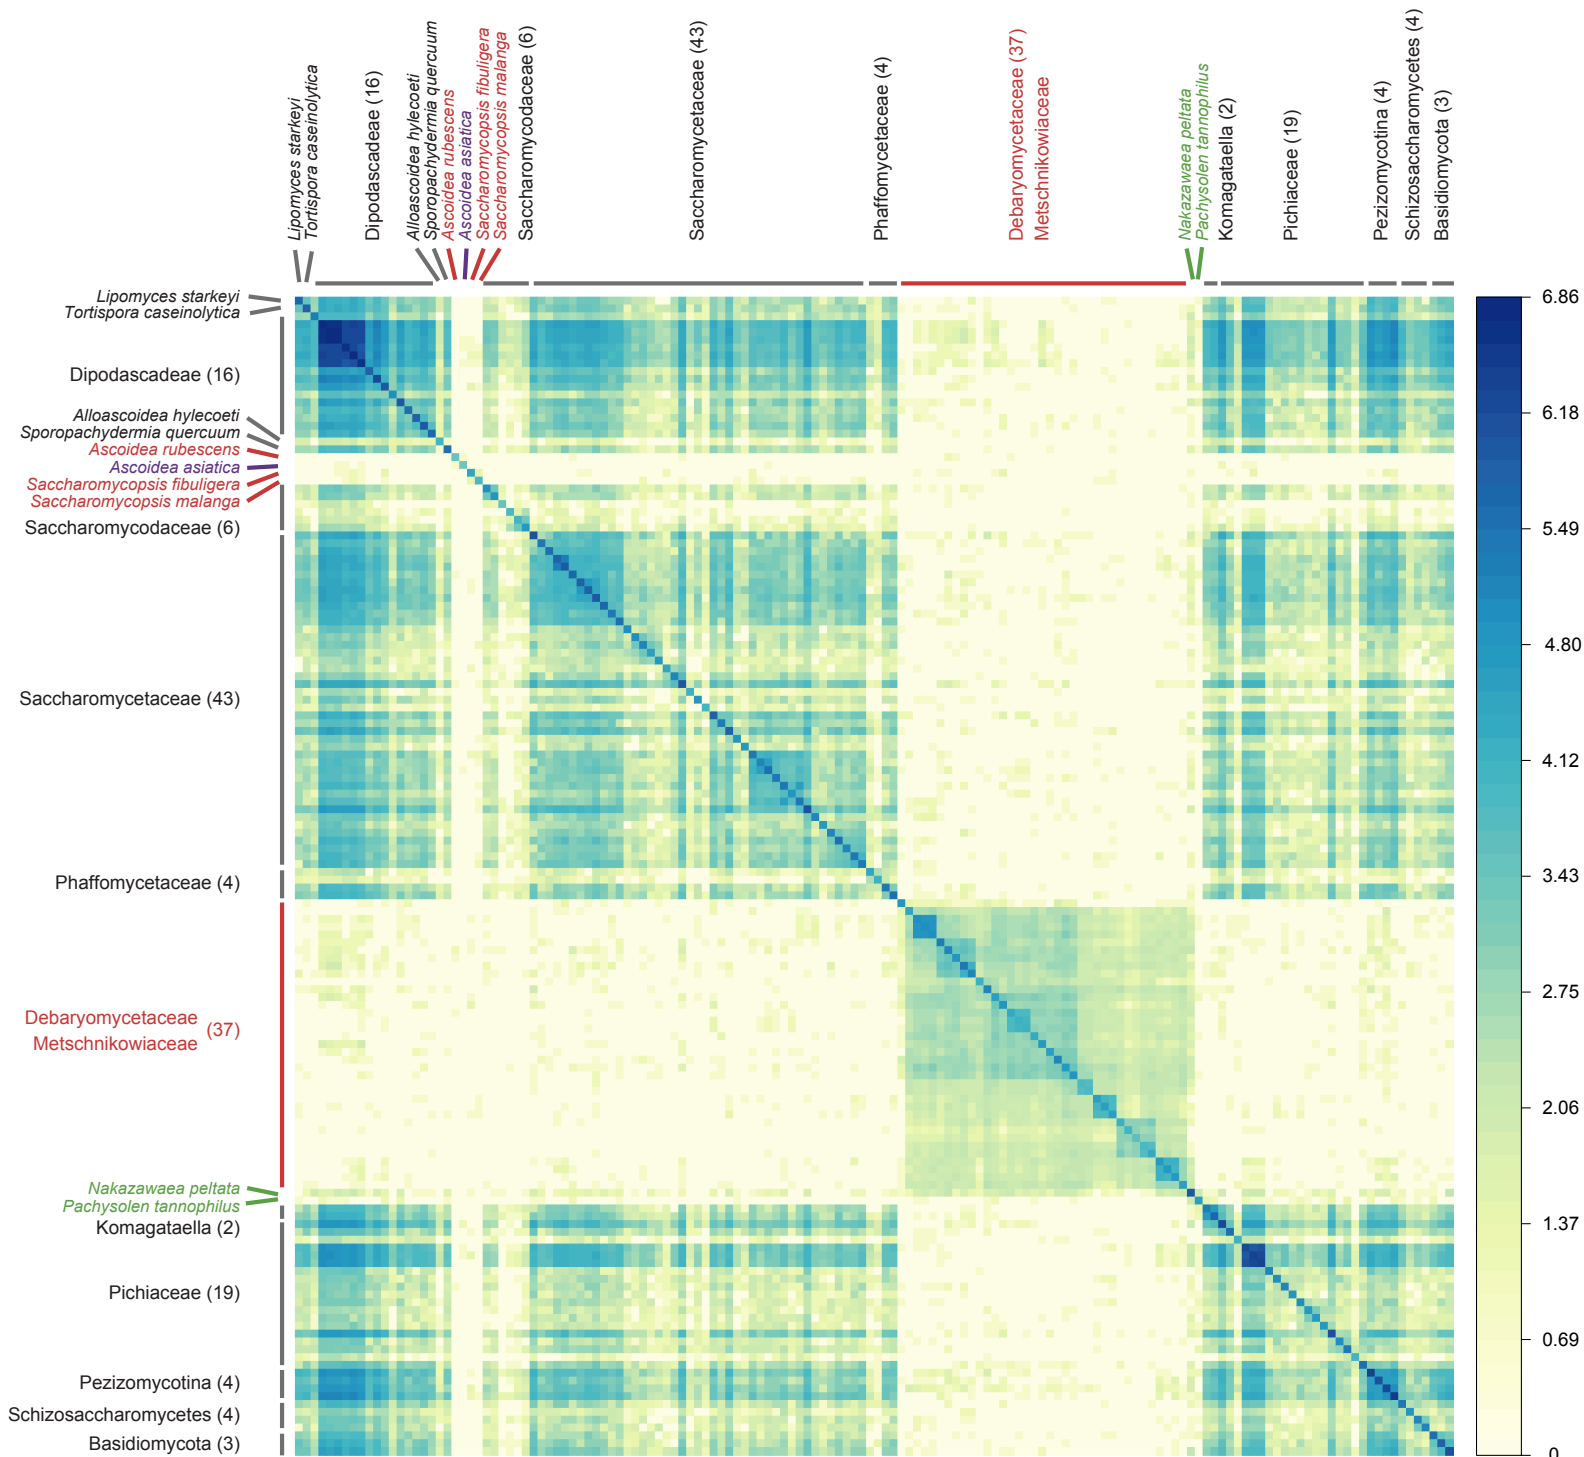 Lipomyces starkeyi
Tortispora caseinolytica
Dipodascadeae (16)
Alloascoidea hylecoeti
Sporopachydermia quercuum
Ascoidea rubescens
Ascoidea asiatica
Saccharomycopsis fibuligera
Saccharomycopsis malanga
Saccharomycodaceae (6)
Saccharomycetaceae (43)
Phaffomycetaceae (4)
Debaryomycetaceae (37)
Metschnikowiaceae
Nakazawaea peltata
Pachysolen tannophilus
Komagataella (2)
Pichiaceae (19)
Pezizomycotina (4)
Schizosaccharomycetes (4)
Basidiomycota (3)
Lipomyces starkeyi
Tortispora caseinolytica
Dipodascadeae (16)
Alloascoidea hylecoeti
Sporopachydermia quercuum
Ascoidea rubescens
Ascoidea asiatica
Saccharomycopsis fibuligera
Saccharomycopsis malanga
Saccharomycodaceae (6)
Saccharomycetaceae (43)
Phaffomycetaceae (4)
Debaryomycetaceae
Metschnikowiaceae
(37)
Nakazawaea peltata
Pachysolen tannophilus
Komagataella (2)
Pichiaceae (19)
Pezizomycotina (4)
Schizosaccharomycetes (4)
Basidiomycota (3)
6.86
6.18
5.49
4.80
4.12
3.43
2.75
2.06
1.37
0.69
0